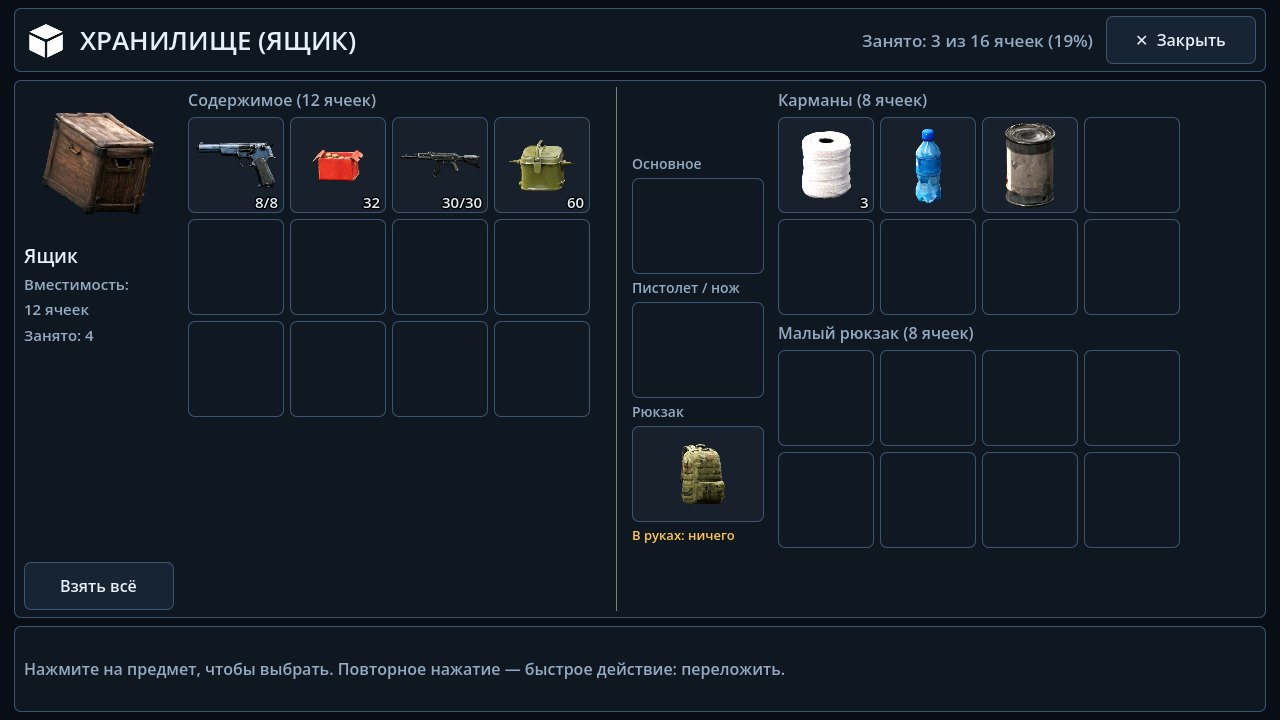 ХРАНИЛИЩЕ (ЯЩИК)
Занято: 3 из 16 ячеек (19%)
✕ Закрыть
Содержимое (12 ячеек)
8/8
32
30/30
60
Ящик
Вместимость:
12 ячеек
Занято: 4
Взять всё
Основное
Пистолет / нож
Рюкзак
В руках: ничего
Карманы (8 ячеек)
3
Малый рюкзак (8 ячеек)
Нажмите на предмет, чтобы выбрать. Повторное нажатие — быстрое действие: переложить.